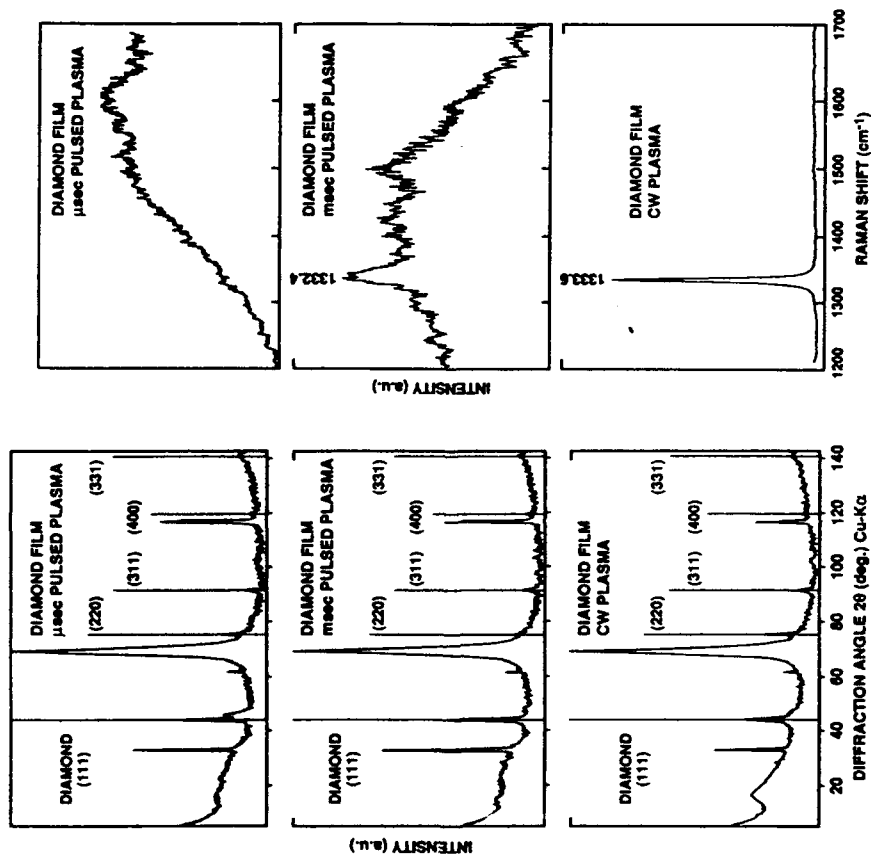 DIAMOND FILM
µsec PULSED PLASMA
DIAMOND
(111)
(220)
(311)
(400)
(331)
DIAMOND FILM
msec PULSED PLASMA
DIAMOND
(111)
(220)
(311)
(400)
(331)
INTENSITY (a.u.)
DIAMOND FILM
CW PLASMA
DIAMOND
(111)
(220)
(311)
(400)
(331)
20 40 60 80 100 120 140
DIFFRACTION ANGLE 2θ (deg.) Cu-Kα
DIAMOND FILM
µsec PULSED PLASMA
DIAMOND FILM
msec PULSED PLASMA
1332.4
INTENSITY (a.u.)
DIAMOND FILM
CW PLASMA
1333.6
1200 1300 1400 1500 1600 1700
RAMAN SHIFT (cm⁻¹)